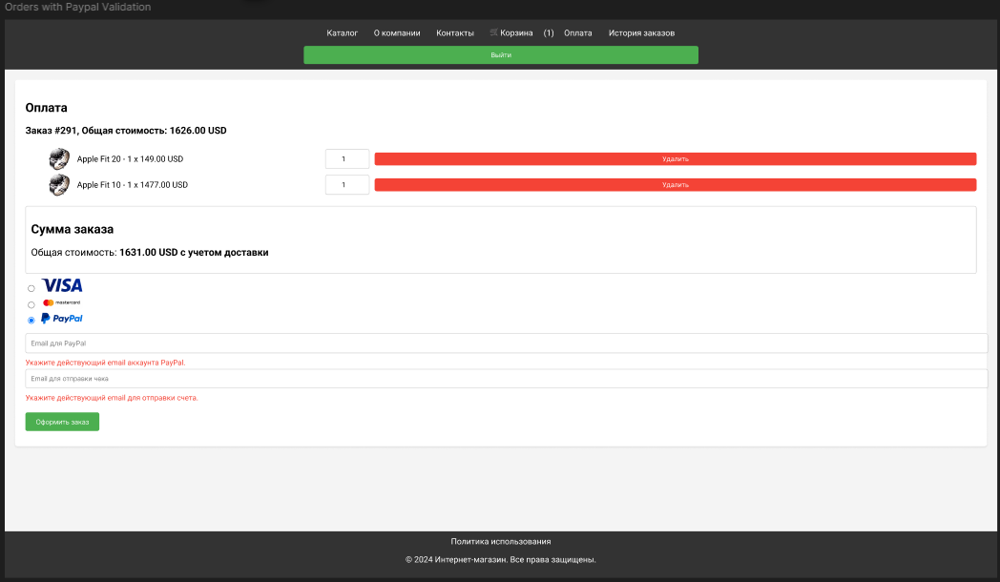 Orders with Paypal Validation
Каталог О компании Контакты Корзина (1) Оплата История заказов
Выйти
Оплата
Заказ #291, Общая стоимость: 1626.00 USD
Apple Fit 20 - 1 x 149.00 USD 1 Удалить
Apple Fit 10 - 1 x 1477.00 USD 1 Удалить
Сумма заказа
Общая стоимость: 1631.00 USD с учетом доставки
VISA
mastercard
PayPal
Email для PayPal
Укажите действующий email аккаунта PayPal.
Email для отправки чека
Укажите действующий email для отправки счета.
Оформить заказ
Политика использования
© 2024 Интернет-магазин. Все права защищены.